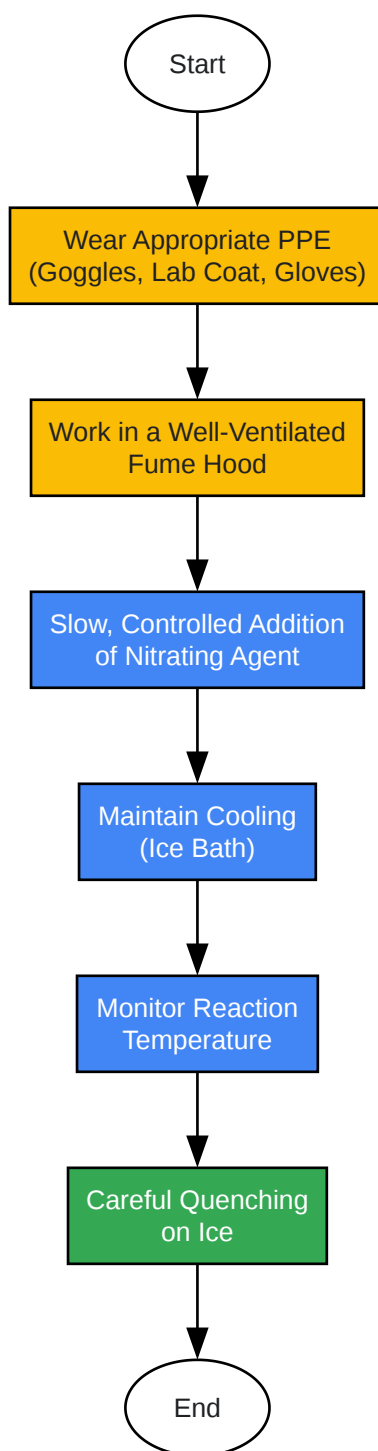 Start
Wear Appropriate PPE
(Goggles, Lab Coat, Gloves)
Work in a Well-Ventilated
Fume Hood
Slow, Controlled Addition
of Nitrating Agent
Maintain Cooling
(Ice Bath)
Monitor Reaction
Temperature
Careful Quenching
on Ice
End